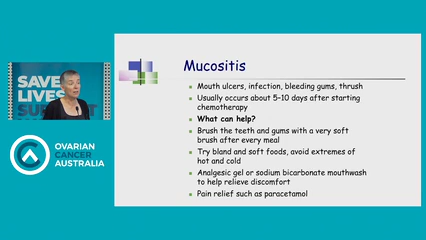 SAVE
LIVES
SUPPORT
OVARIAN
CANCER
AUSTRALIA
Mucositis
Mouth ulcers, infection, bleeding gums, thrush
Usually occurs about 5-10 days after starting
chemotherapy
What can help?
Brush the teeth and gums with a very soft
brush after every meal
Try bland and soft foods, avoid extremes of
hot and cold
Analgesic gel or sodium bicarbonate mouthwash
to help relieve discomfort
Pain relief such as paracetamol